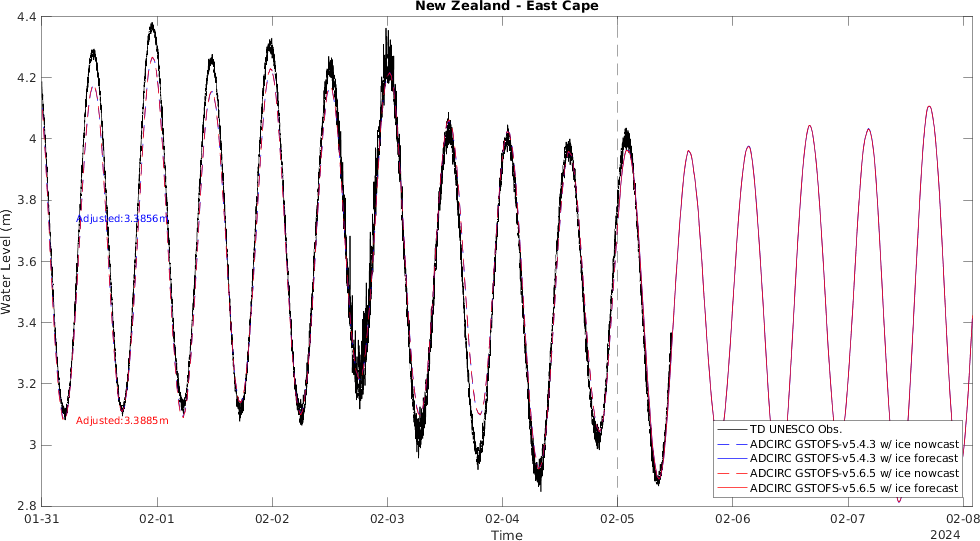 New Zealand - East Cape
4.4
4.2
4
3.8
3.6
3.4
3.2
3
2.8
Water Level (m)
Adjusted:3.3856m
Adjusted:3.3885m
TD UNESCO Obs.
ADCIRC GSTOFS-v5.4.3 w/ ice nowcast
ADCIRC GSTOFS-v5.4.3 w/ ice forecast
ADCIRC GSTOFS-v5.6.5 w/ ice nowcast
ADCIRC GSTOFS-v5.6.5 w/ ice forecast
01-31 02-01 02-02 02-03 02-04 02-05 02-06 02-07 02-08
Time
2024